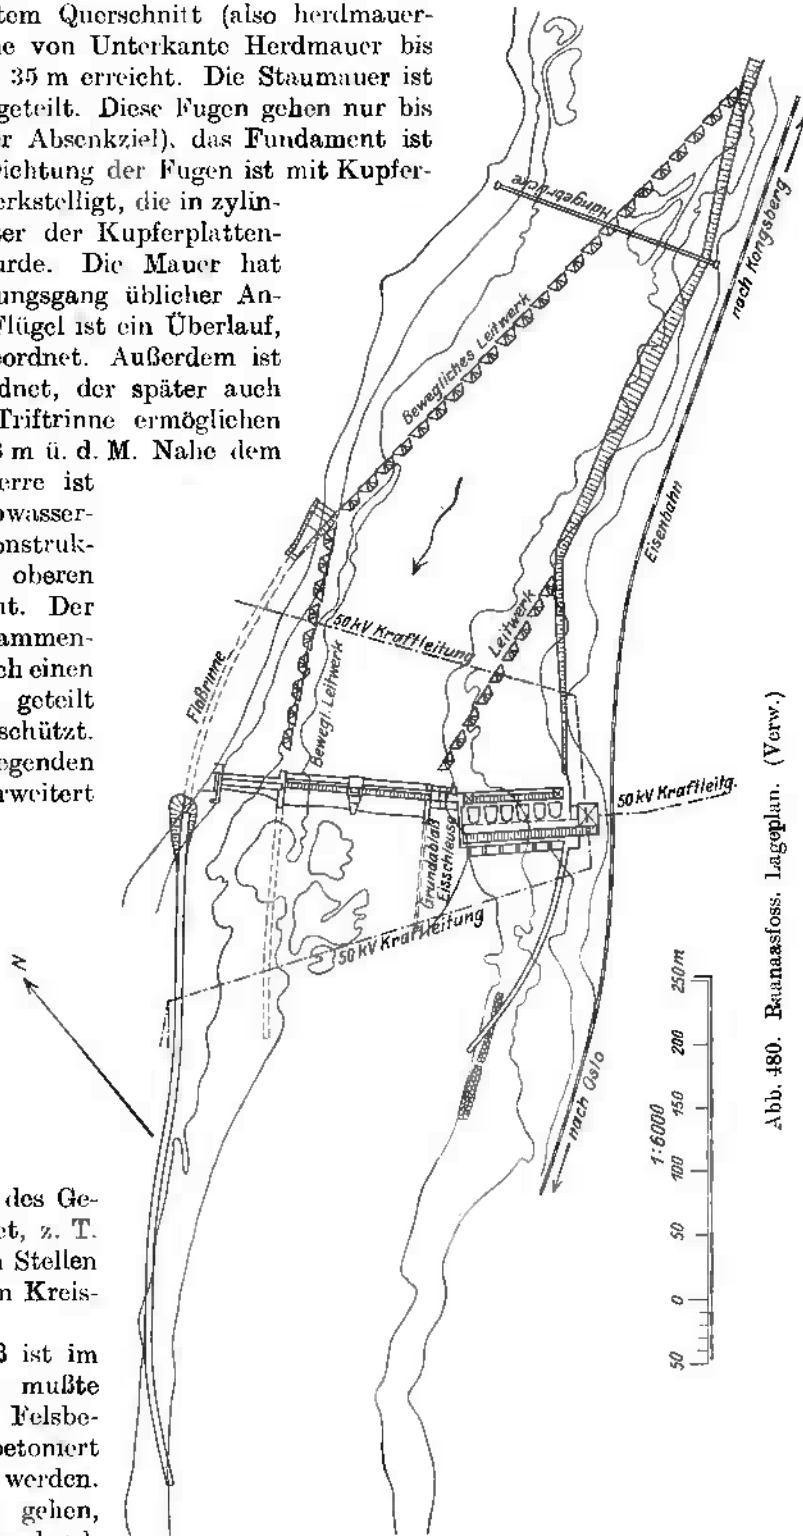 tem Querschnitt (also herdmauer-
ne von Unterkante Herdmauer bis
35 m erreicht. Die Staumauer ist
geteilt. Diese Fugen gehen nur bis
r Absenkziel), das Fundament ist
ichtung der Fugen ist mit Kupfer-
erkstelligt, die in zylin-
ter der Kupferplatten-
urde. Die Mauer hat
ungsgang üblicher An-
Flügel ist ein Überlauf,
eordnet. Außerdem ist
dnet, der später auch
Triftrinne ermöglichen
m ü. d. M. Nahe dem
erre ist
owasser-
onstruk-
oberen
nt. Der
ammen-
ch einen
geteilt
schützt.
egenden
rweitert
des Ge-
et, z. T.
n Stellen
n Kreis-
ß ist im
mußte
Felsbe-
betoniert
werden.
gehen,
Hängebrücke
nach Kongsberg
Bewegliches Leitwerk
Eisenbahn
50 kV Kraftleitung
Leitwerk
Floßrinne
Bewegl. Leitwerk
50 kV Kraftleitg.
Grundablaß
Eisschleuse
50 kV Kraftleitung
N
nach Oslo
1:6000
50 0 50 100 150 200 250 m
Abb. 480. Raanaasfoss. Lageplan. (Verw.)